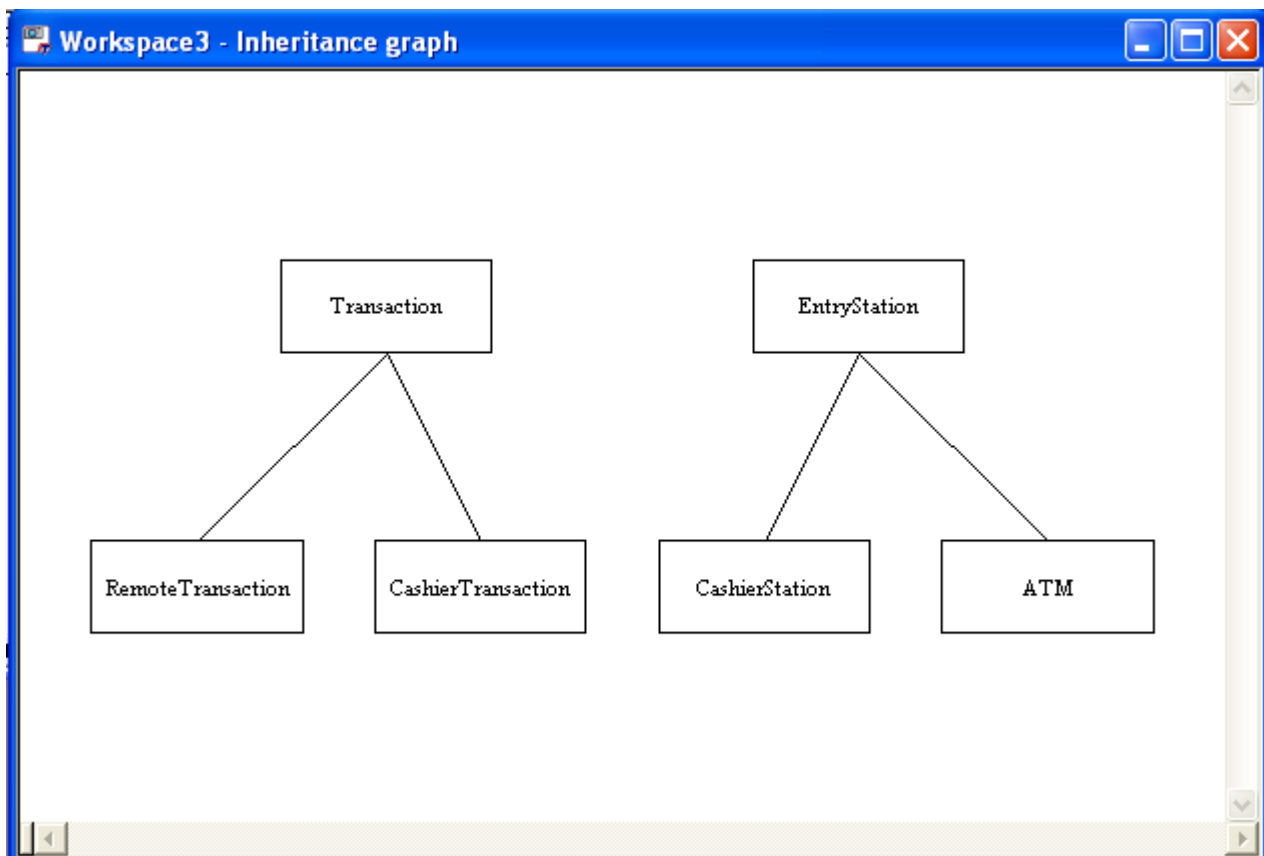 Workspace3 - Inheritance graph
Transaction
EntryStation
RemoteTransaction
CashierTransaction
CashierStation
ATM